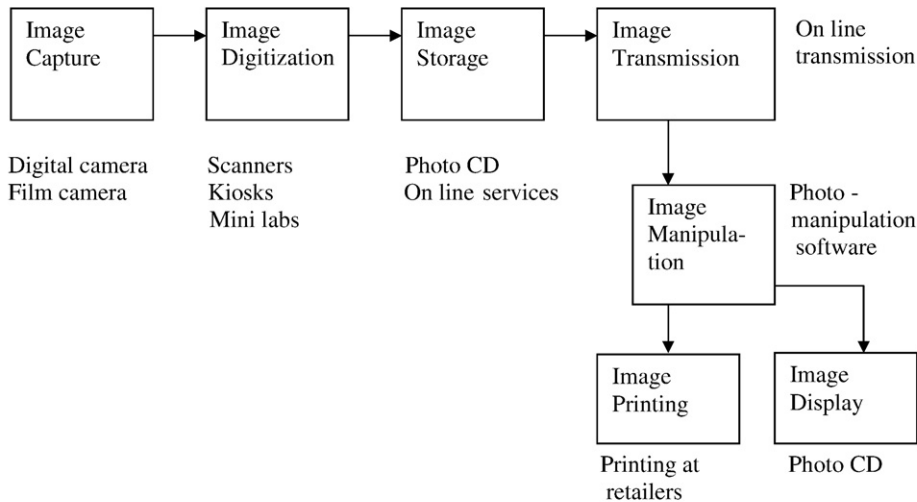 Image
Capture
Image
Digitization
Image
Storage
Image
Transmission
On line
transmission
Digital camera
Film camera
Scanners
Kiosks
Mini labs
Photo CD
On line services
Image
Manipula-
tion
Photo -
manipulation
software
Image
Printing
Image
Display
Printing at
retailers
Photo CD